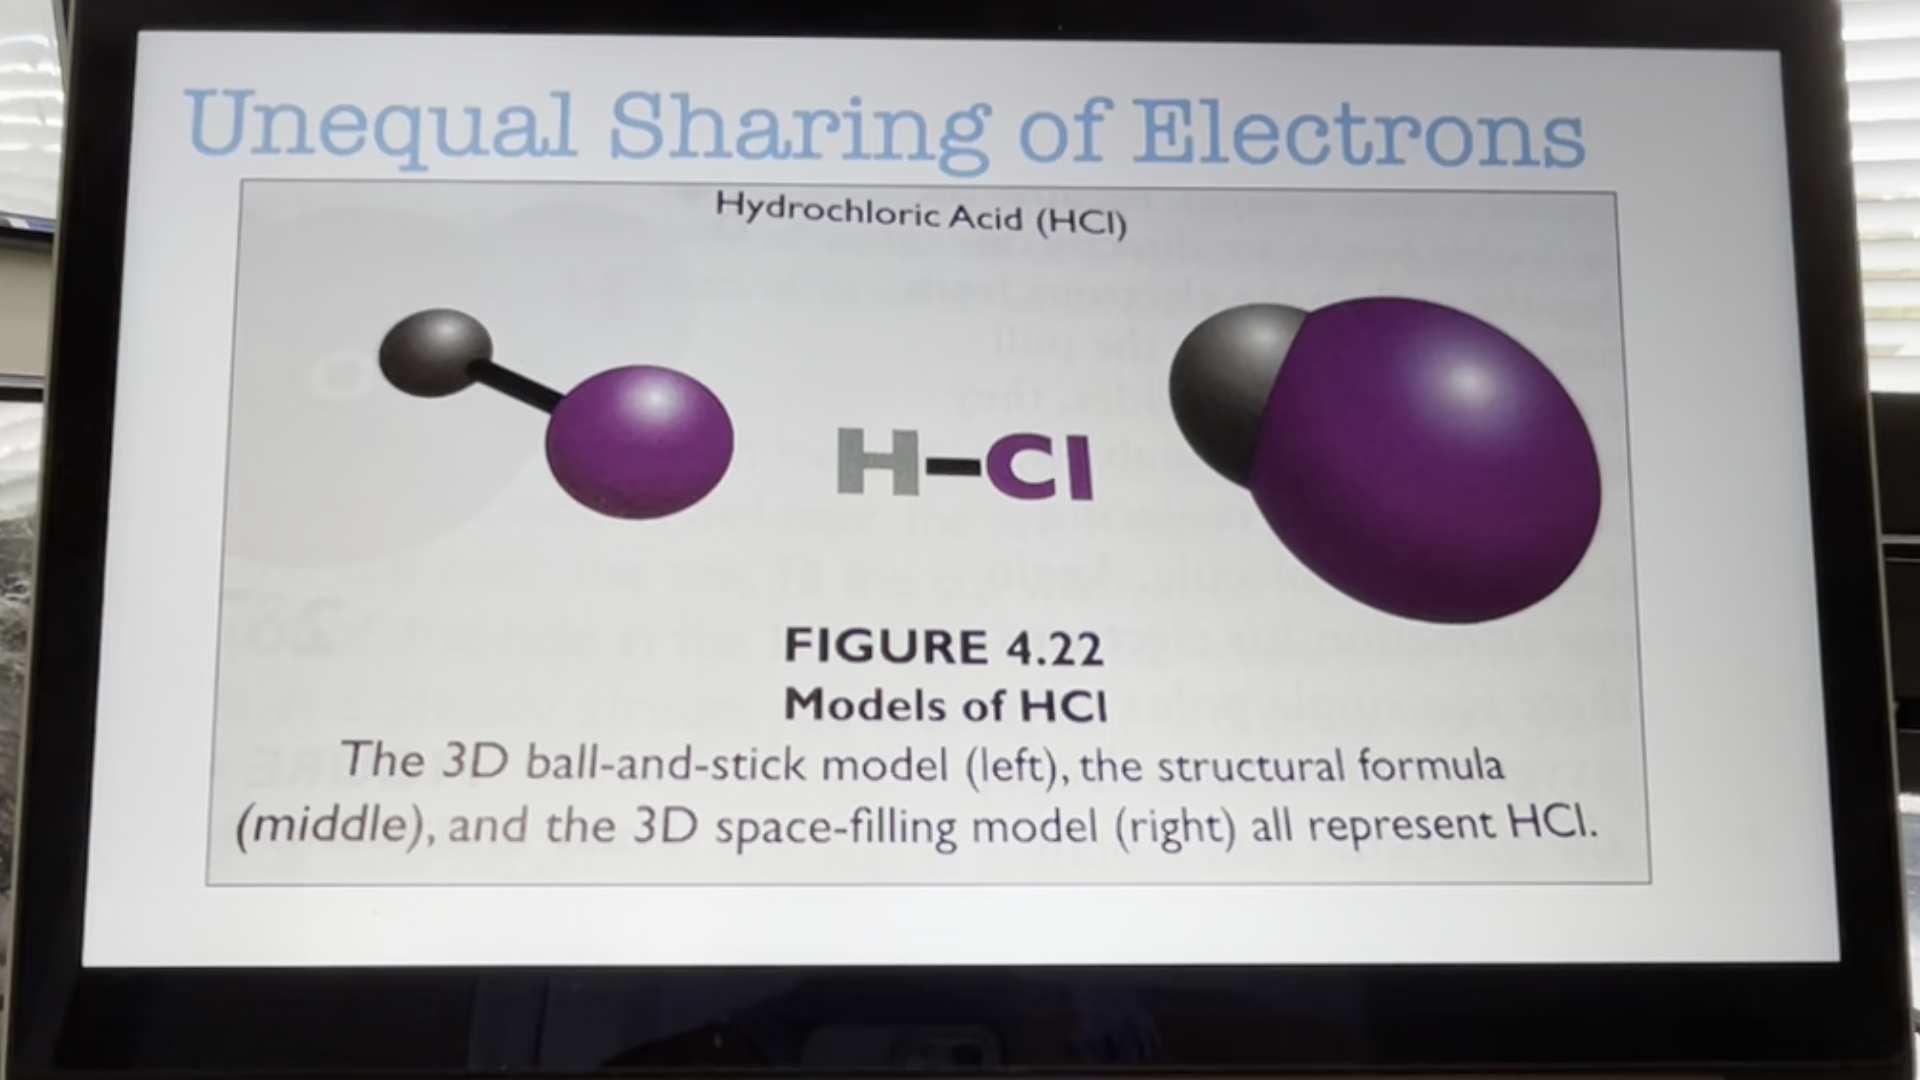 Unequal Sharing of Electrons
Hydrochloric Acid (HCl)
H–Cl
FIGURE 4.22
Models of HCl
The 3D ball-and-stick model (left), the structural formula
(middle), and the 3D space-filling model (right) all represent HCl.